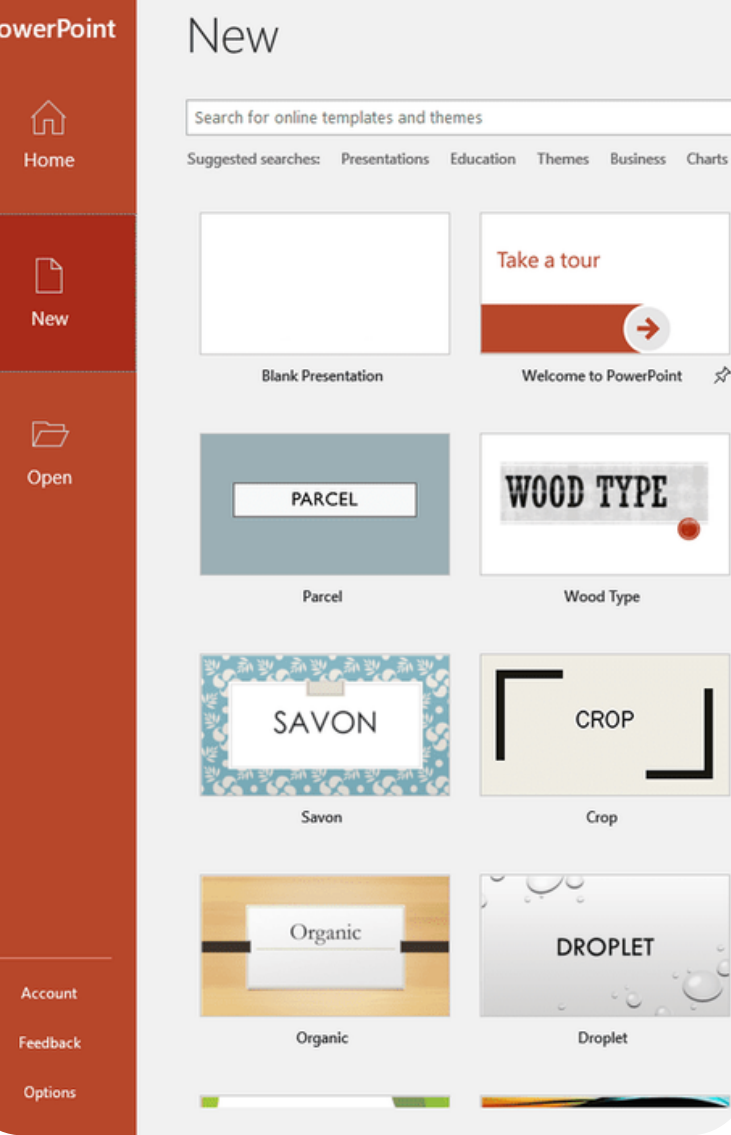 owerPoint
Home
New
Open
Account
Feedback
Options
New
Search for online templates and themes
Suggested searches: Presentations Education Themes Business Charts
Take a tour
Blank Presentation Welcome to PowerPoint
PARCEL WOOD TYPE
Parcel Wood Type
SAVON CROP
Savon Crop
Organic DROPLET
Organic Droplet